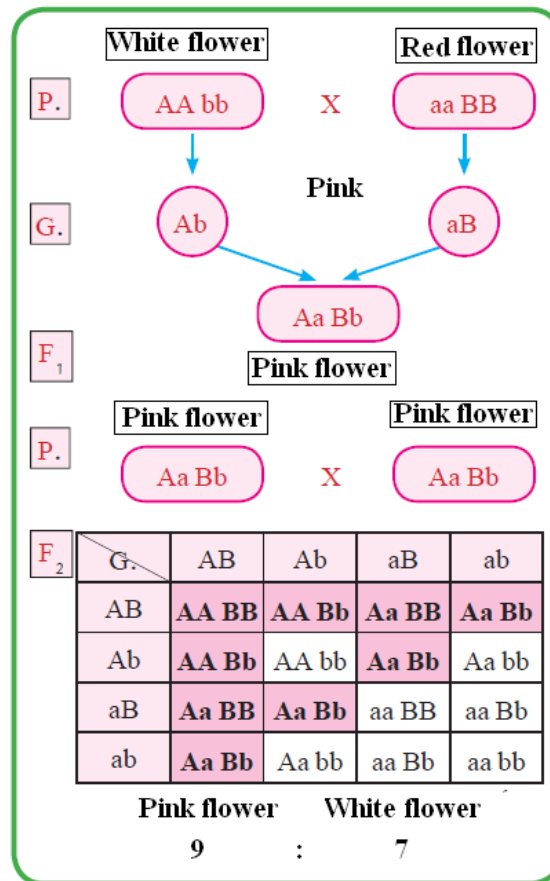 White flower Red flower
P. AA bb X aa BB
Pink
G. Ab aB
Aa Bb
F1
Pink flower
Pink flower Pink flower
P. Aa Bb X Aa Bb
F2 G. AB Ab aB ab
AB AA BB AA Bb Aa BB Aa Bb
Ab AA Bb AA bb Aa Bb Aa bb
aB Aa BB Aa Bb aa BB aa Bb
ab Aa Bb Aa bb aa Bb aa bb
Pink flower White flower
9 : 7